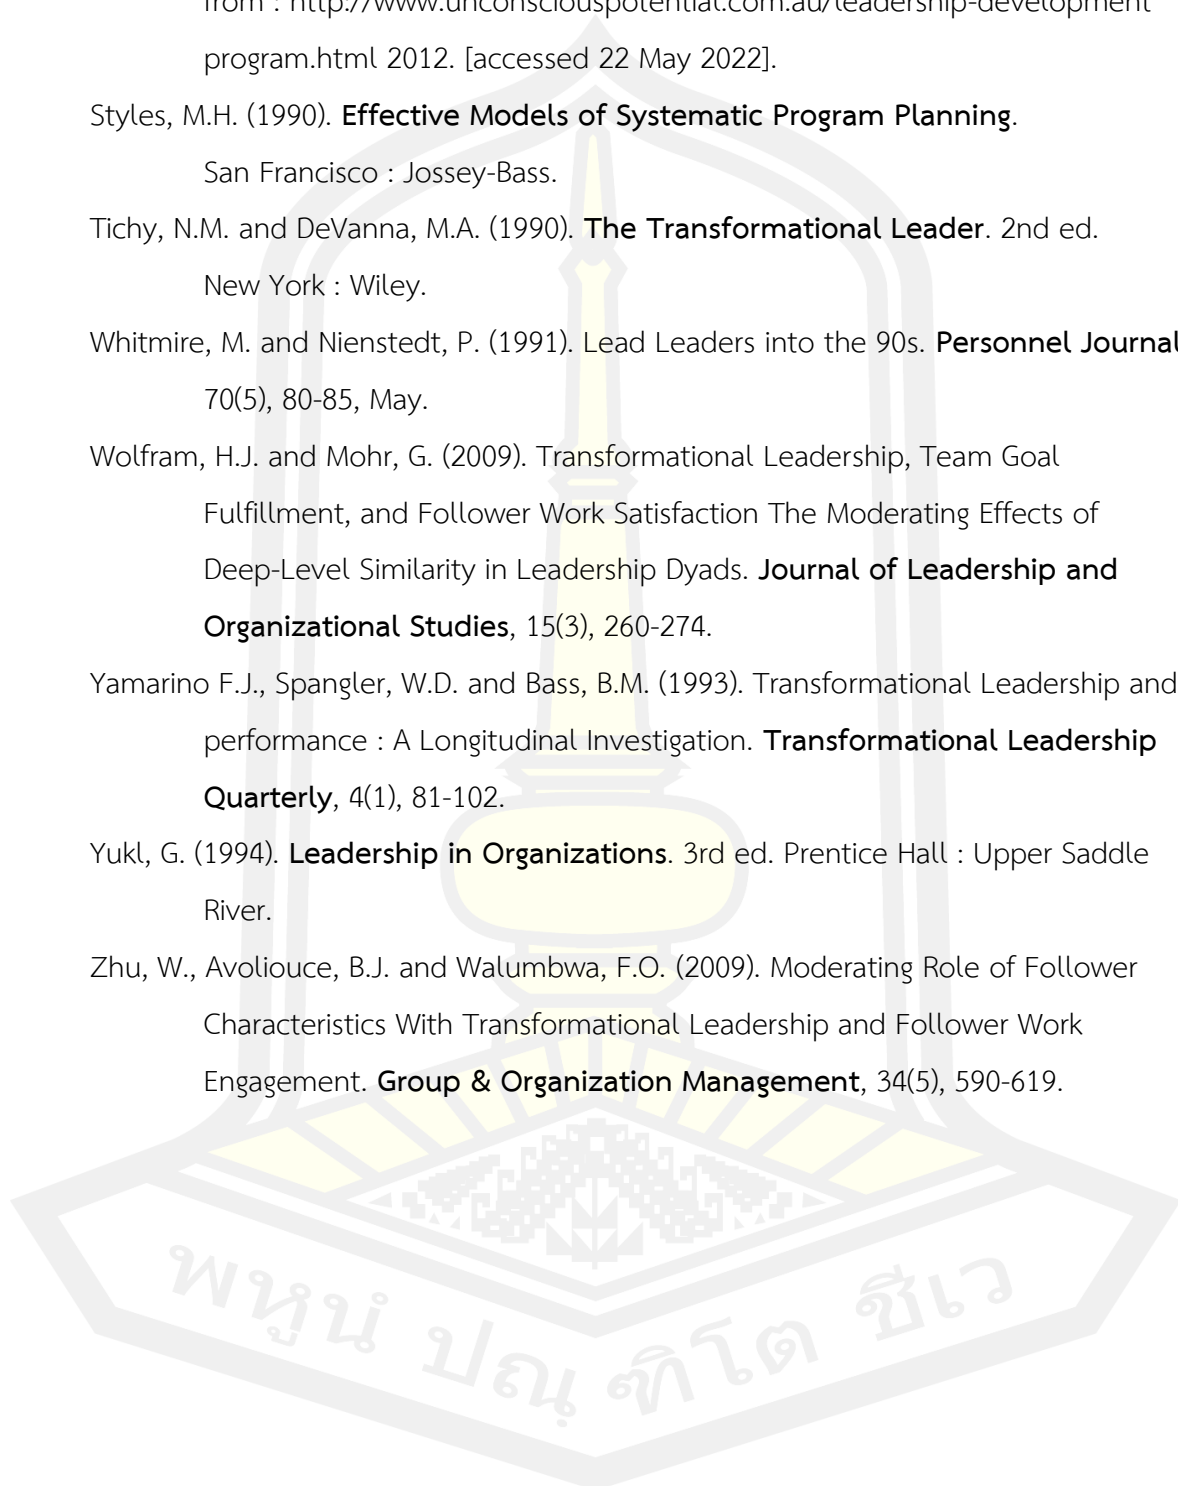 from : http://www.unconsciouspotential.com.au/leadership-development
program.html 2012. [accessed 22 May 2022].
Styles, M.H. (1990). Effective Models of Systematic Program Planning.
San Francisco : Jossey-Bass.
Tichy, N.M. and DeVanna, M.A. (1990). The Transformational Leader. 2nd ed.
New York : Wiley.
Whitmire, M. and Nienstedt, P. (1991). Lead Leaders into the 90s. Personnel Journal
70(5), 80-85, May.
Wolfram, H.J. and Mohr, G. (2009). Transformational Leadership, Team Goal
Fulfillment, and Follower Work Satisfaction The Moderating Effects of
Deep-Level Similarity in Leadership Dyads. Journal of Leadership and
Organizational Studies, 15(3), 260-274.
Yamarino F.J., Spangler, W.D. and Bass, B.M. (1993). Transformational Leadership and
performance : A Longitudinal Investigation. Transformational Leadership
Quarterly, 4(1), 81-102.
Yukl, G. (1994). Leadership in Organizations. 3rd ed. Prentice Hall : Upper Saddle
River.
Zhu, W., Avoliouce, B.J. and Walumbwa, F.O. (2009). Moderating Role of Follower
Characteristics With Transformational Leadership and Follower Work
Engagement. Group & Organization Management, 34(5), 590-619.
พหูนํ ปณฺฑิโต ชีเว